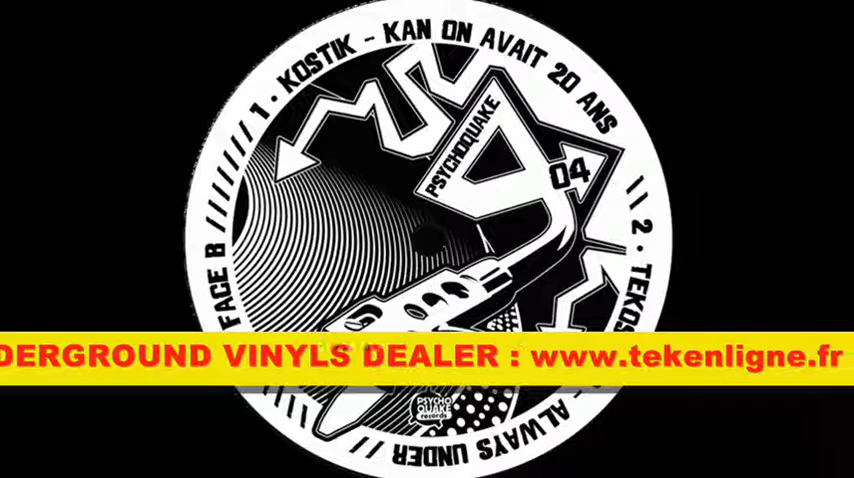 FACE B /////// 1 • KOSTIK - KAN ON AVAIT 20 ANS
\\ 2 • TEKOS
- ALWAYS UNDER //
PSYCHOQUAKE
04
DERGROUND VINYLS DEALER : www.tekenligne.fr
PSYCHO
QUAKE
records